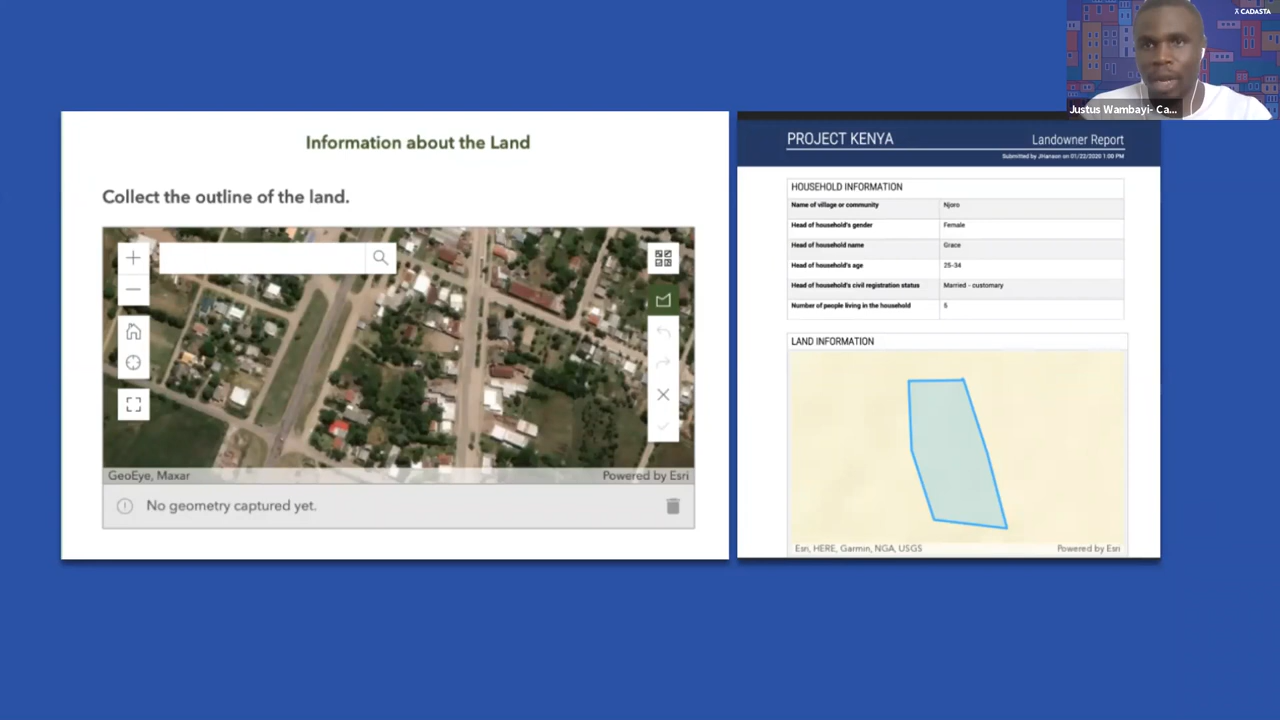 CADASTA
Justus Wambayi- Ca...
Information about the Land
Collect the outline of the land.
GeoEye, Maxar
Powered by Esri
No geometry captured yet.
PROJECT KENYA
Landowner Report
Submitted by JHanson on 01/22/2020 1:00 PM
HOUSEHOLD INFORMATION
Name of village or community Njoro
Head of household's gender Female
Head of household name Grace
Head of household's age 25-34
Head of household's civil registration status Married - customary
Number of people living in the household 5
LAND INFORMATION
Esri, HERE, Garmin, NGA, USGS
Powered by Esri